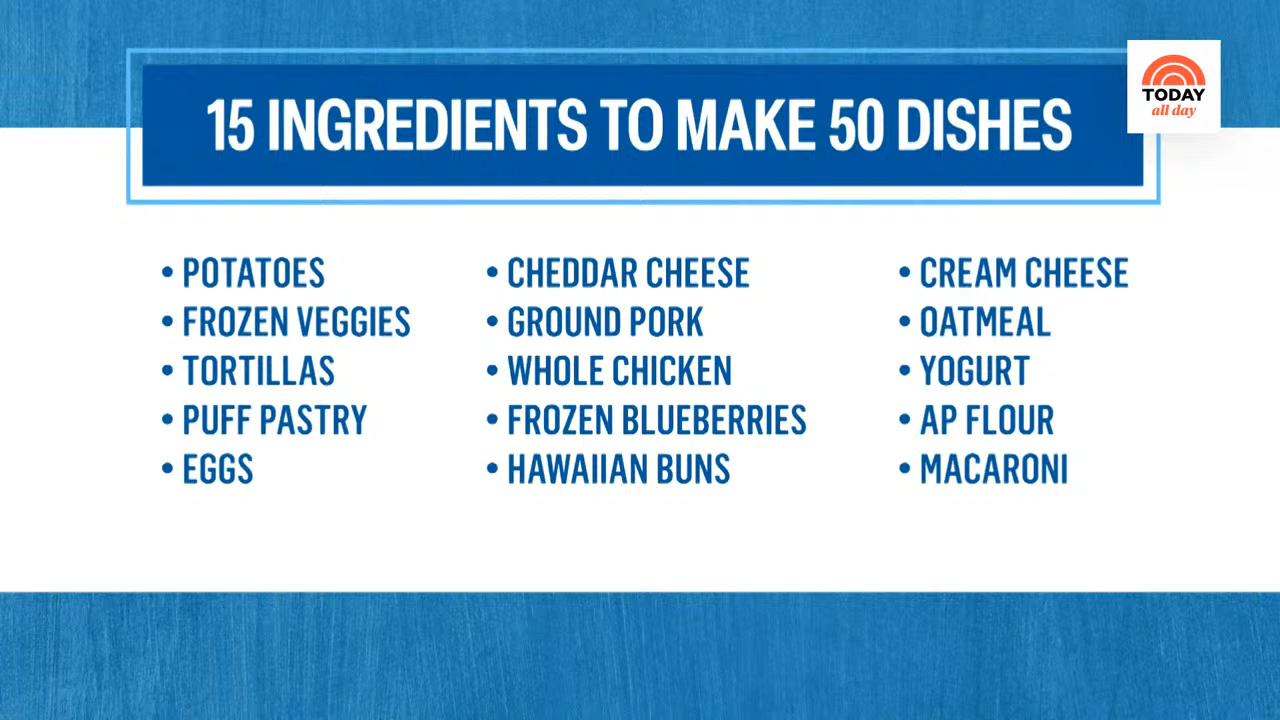 15 INGREDIENTS TO MAKE 50 DISHES
TODAY
all day
• POTATOES
• FROZEN VEGGIES
• TORTILLAS
• PUFF PASTRY
• EGGS
• CHEDDAR CHEESE
• GROUND PORK
• WHOLE CHICKEN
• FROZEN BLUEBERRIES
• HAWAIIAN BUNS
• CREAM CHEESE
• OATMEAL
• YOGURT
• AP FLOUR
• MACARONI